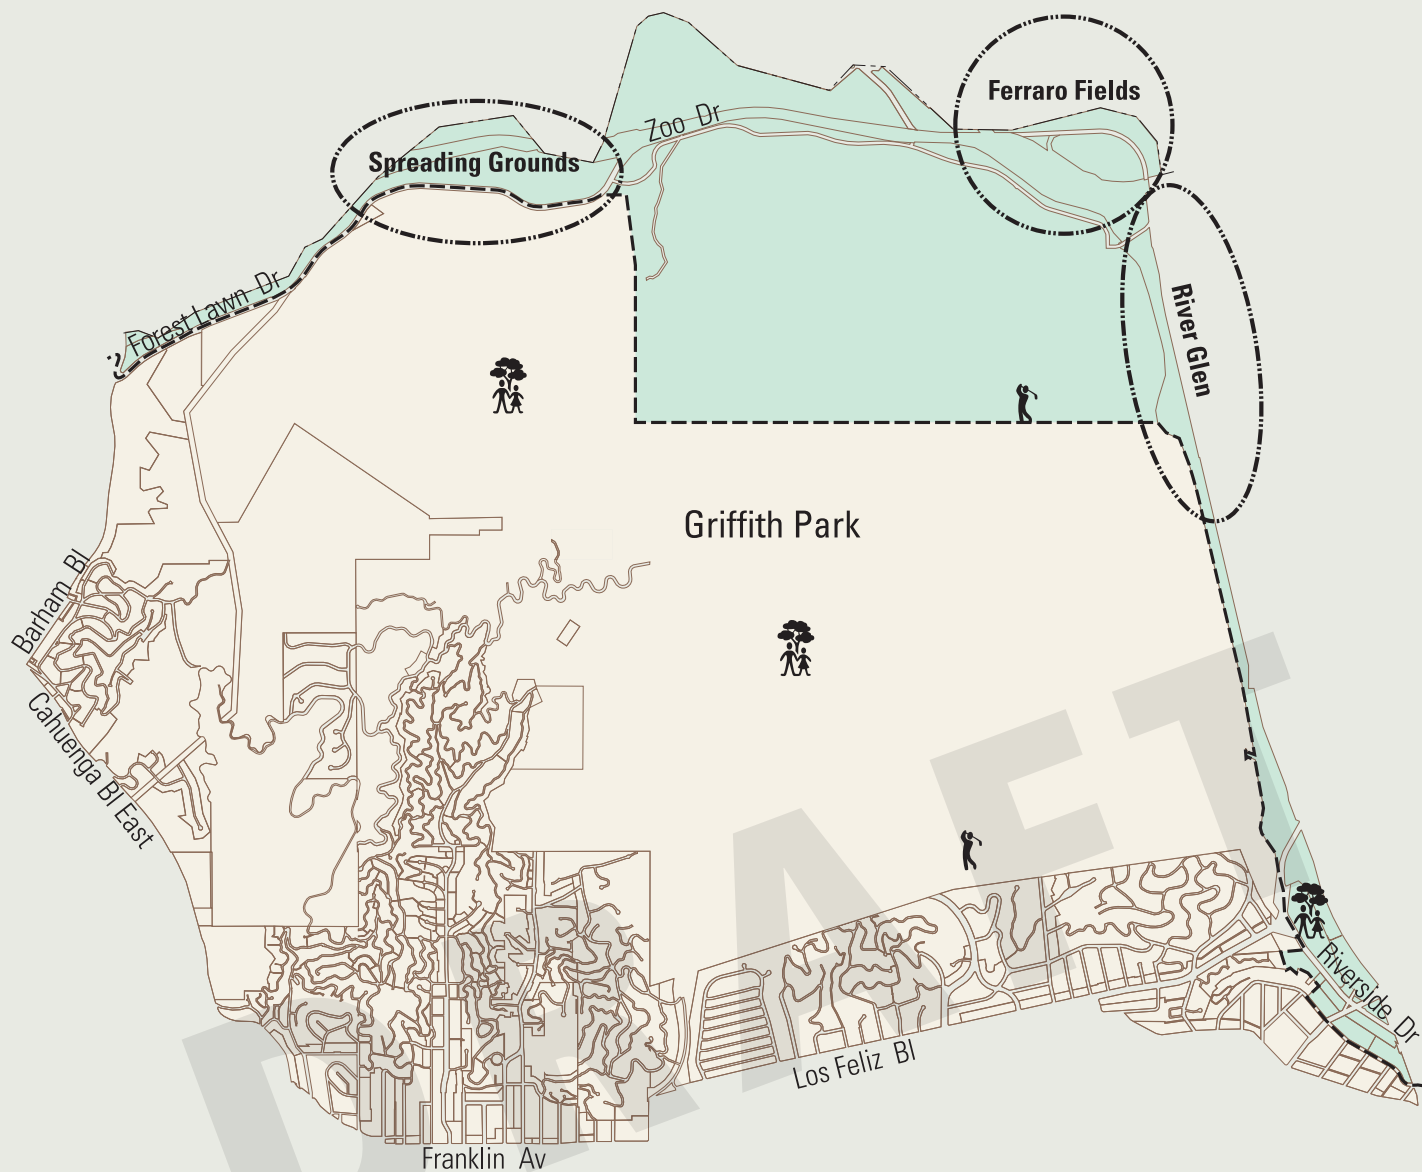 Ferraro Fields
Zoo Dr
Spreading Grounds
Forest Lawn Dr
River Glen
Griffith Park
Barham Bl
Cahuenga Bl East
Riverside Dr
Los Feliz Bl
Franklin Av
DRAFT